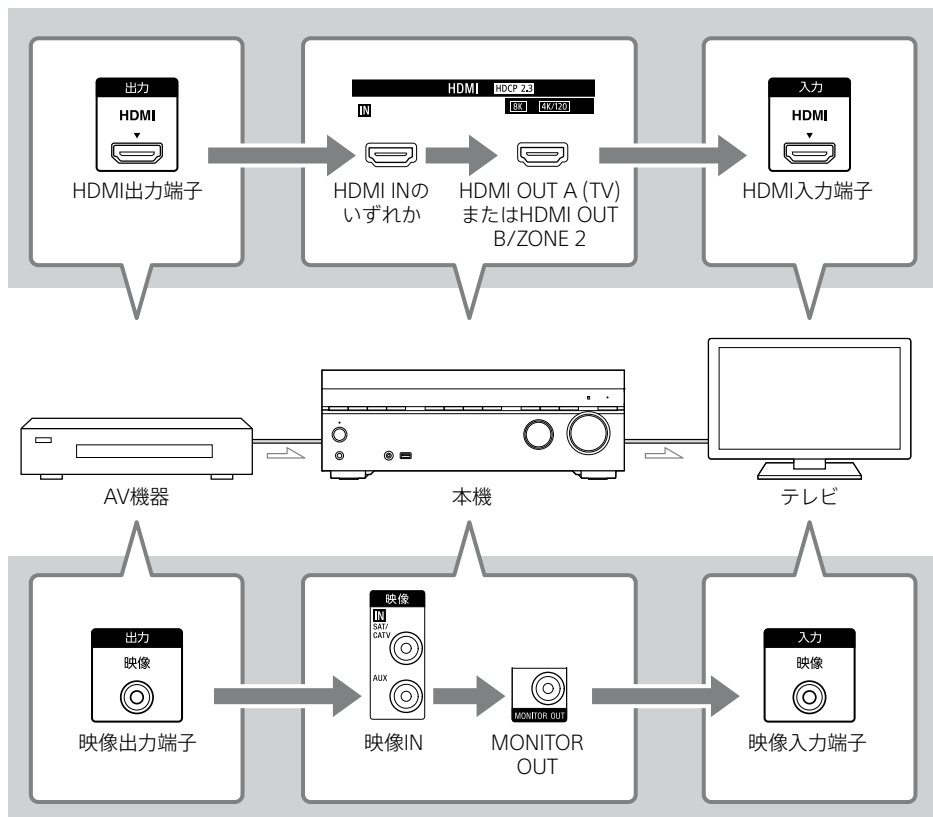 出力
HDMI
HDMI出力端子
HDMI HDCP 2.3
IN
8K 4K/120
HDMI INの
いずれか
HDMI OUT A (TV)
またはHDMI OUT
B/ZONE 2
入力
HDMI
HDMI入力端子
AV機器
本機
テレビ
出力
映像
映像出力端子
映像
IN
SAT/
CATV
AUX
映像IN
MONITOR OUT
MONITOR
OUT
入力
映像
映像入力端子